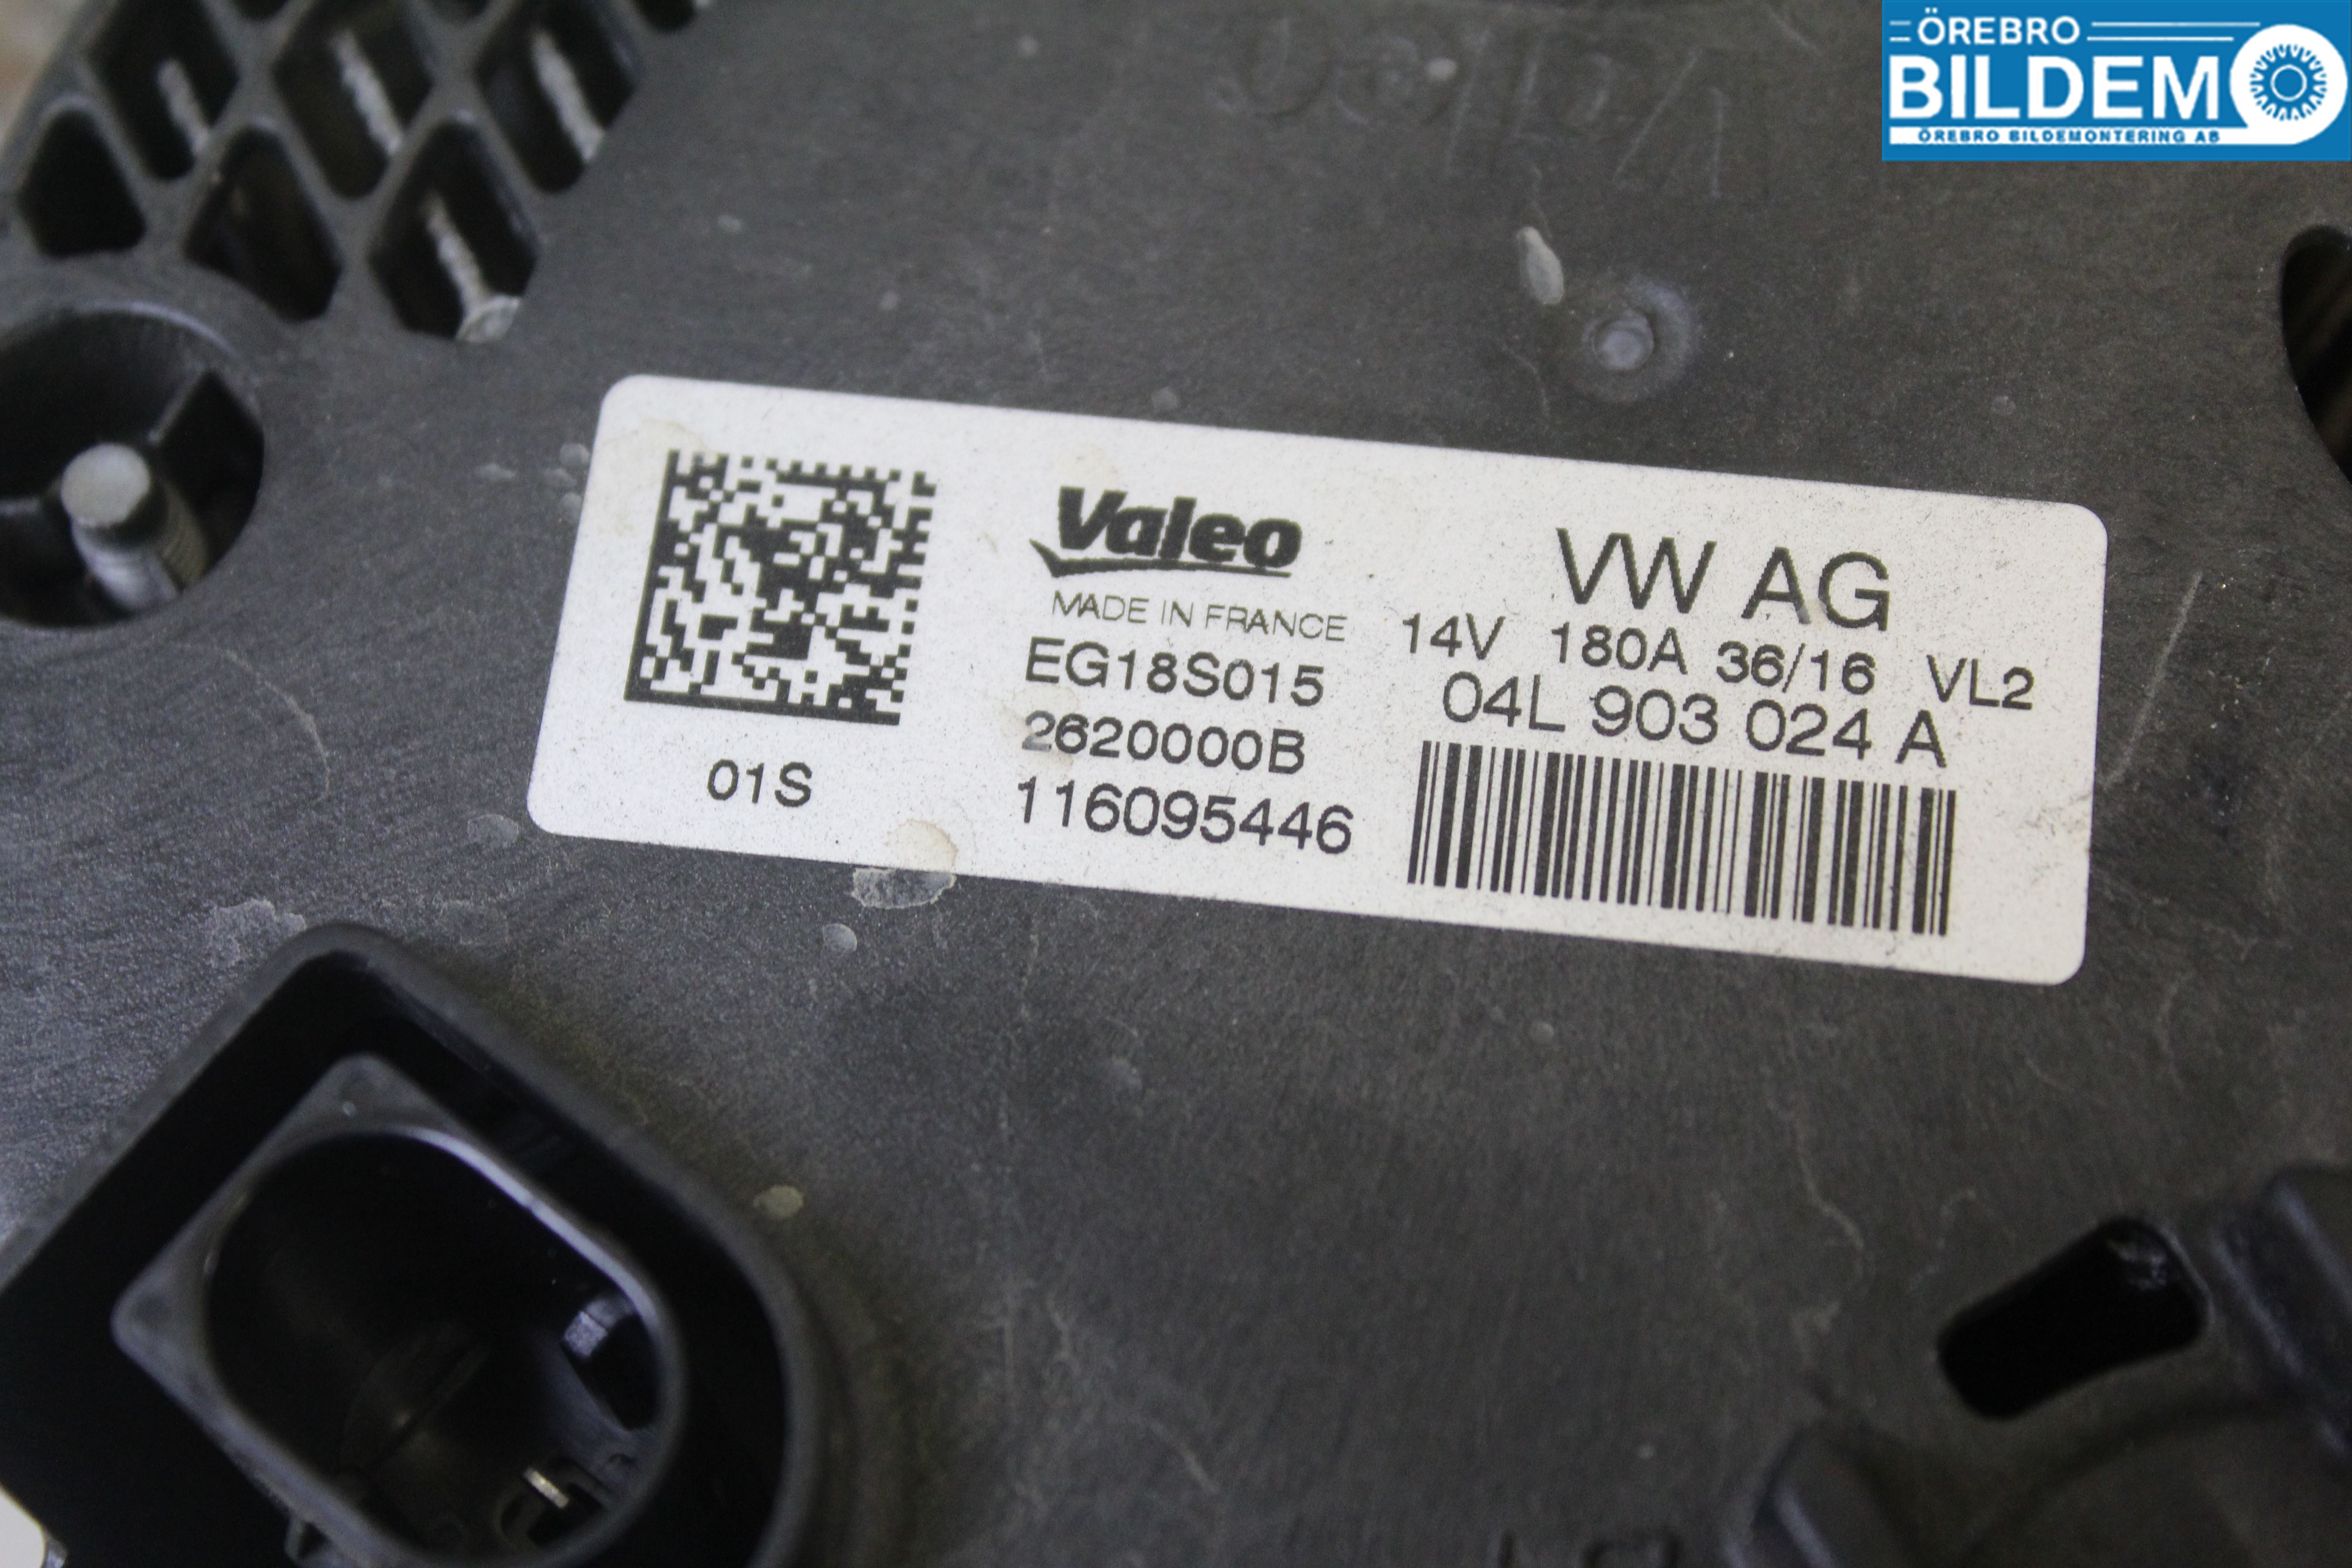 ÖREBRO
BILDEMO
ÖREBRO BILDEMONTERING AB
Valeo
MADE IN FRANCE
EG18S015
2620000B
116095446
01S
VW AG
14V 180A 36/16 VL2
04L 903 024 A